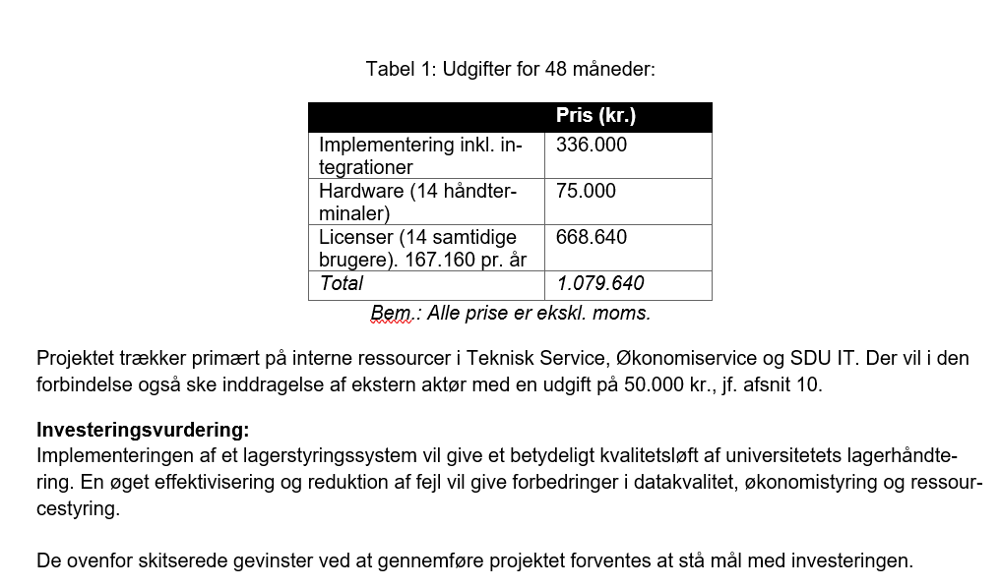 Tabel 1: Udgifter for 48 måneder:
Pris (kr.)
Implementering inkl. in-
tegrationer
336.000
Hardware (14 håndter-
minaler)
75.000
Licenser (14 samtidige
brugere). 167.160 pr. år
668.640
Total
1.079.640
Bem.: Alle prise er ekskl. moms.
Projektet trækker primært på interne ressourcer i Teknisk Service, Økonomiservice og SDU IT. Der vil i den
forbindelse også ske inddragelse af ekstern aktør med en udgift på 50.000 kr., jf. afsnit 10.
Investeringsvurdering:
Implementeringen af et lagerstyringssystem vil give et betydeligt kvalitetsløft af universitetets lagerhåndte-
ring. En øget effektivisering og reduktion af fejl vil give forbedringer i datakvalitet, økonomistyring og ressour-
cestyring.
De ovenfor skitserede gevinster ved at gennemføre projektet forventes at stå mål med investeringen.